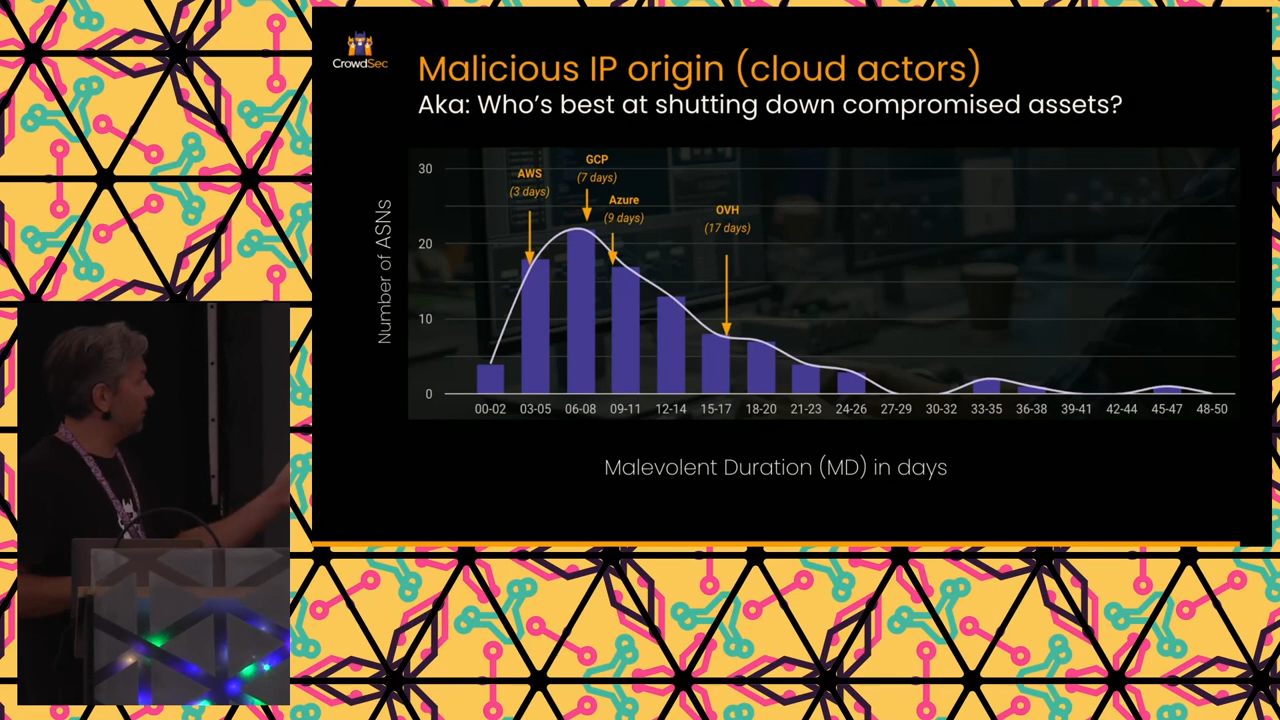 CrowdSec
Malicious IP origin (cloud actors)
Aka: Who's best at shutting down compromised assets?
Number of ASNs
30
20
10
0
AWS
(3 days)
GCP
(7 days)
Azure
(9 days)
OVH
(17 days)
00-02 03-05 06-08 09-11 12-14 15-17 18-20 21-23 24-26 27-29 30-32 33-35 36-38 39-41 42-44 45-47 48-50
Malevolent Duration (MD) in days